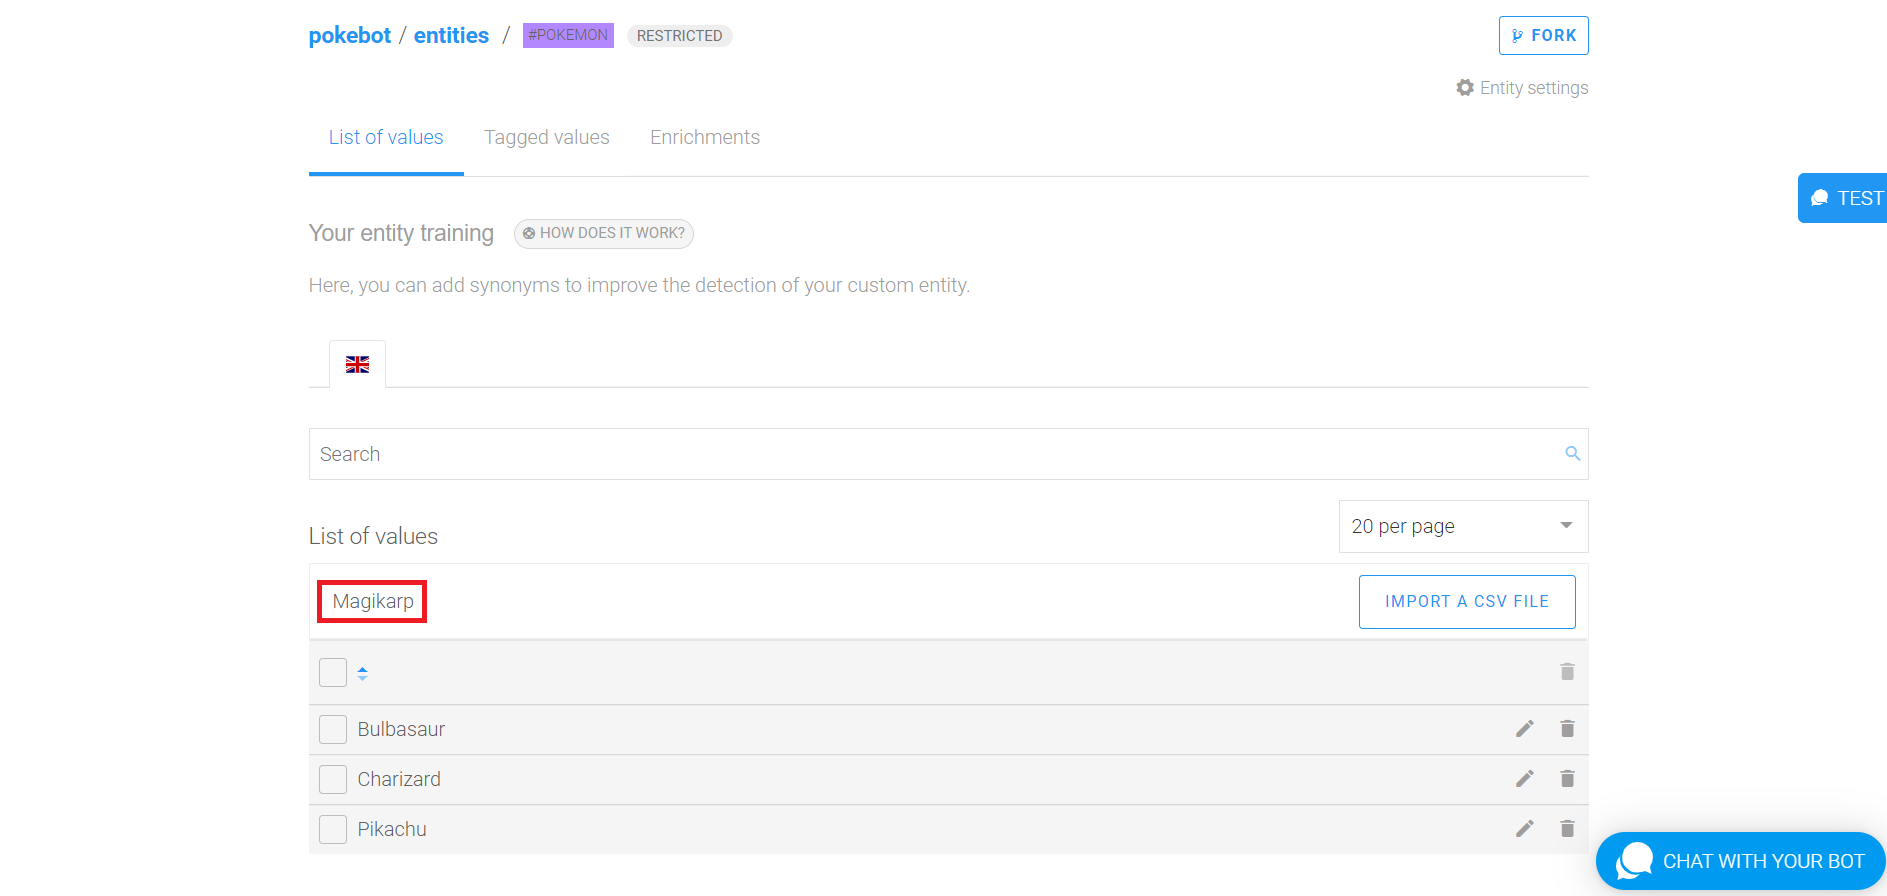 pokebot / entities / #POKEMON RESTRICTED
FORK
Entity settings
List of values Tagged values Enrichments
TEST
Your entity training HOW DOES IT WORK?
Here, you can add synonyms to improve the detection of your custom entity.
Search
List of values 20 per page
Magikarp IMPORT A CSV FILE
Bulbasaur
Charizard
Pikachu
CHAT WITH YOUR BOT